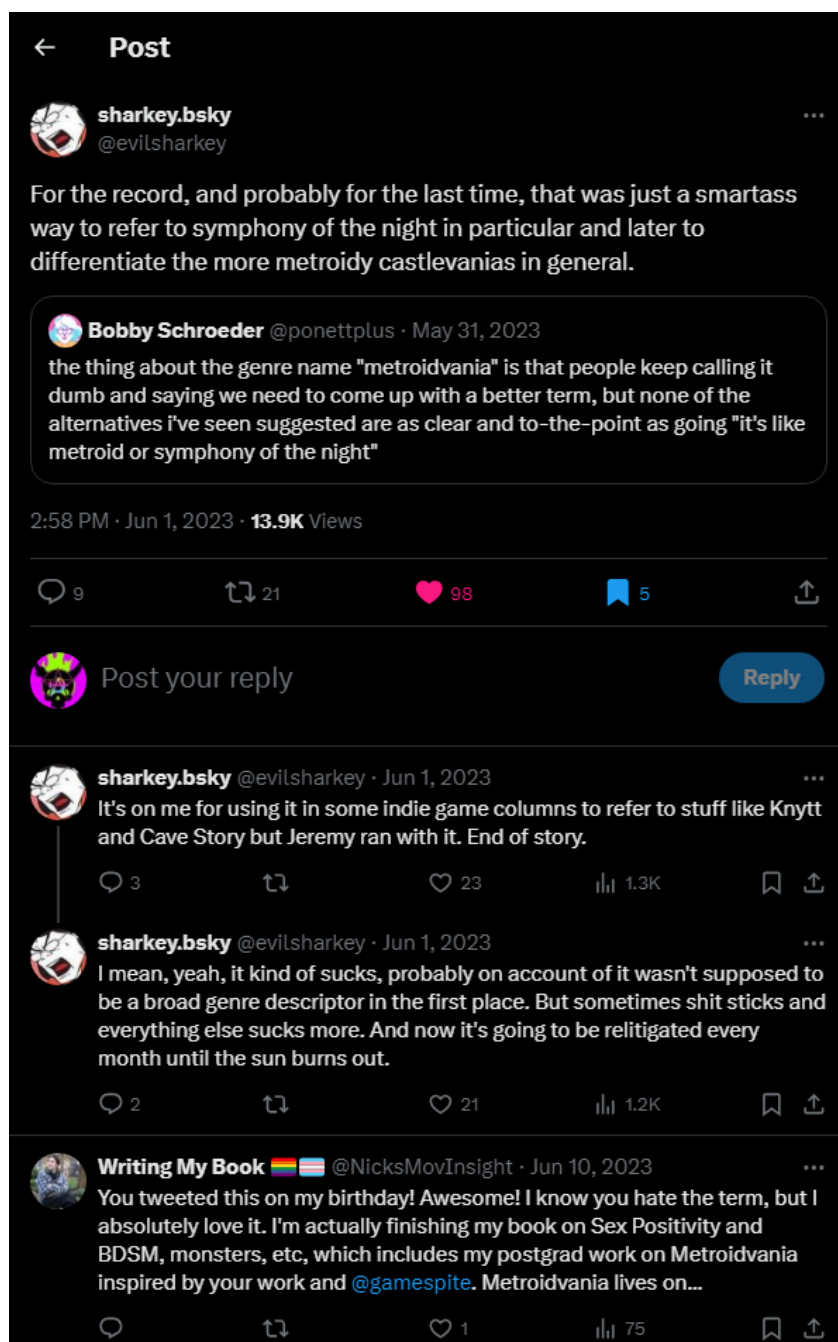 Post
sharkey.bsky
@evilsharkey
For the record, and probably for the last time, that was just a smartass
way to refer to symphony of the night in particular and later to
differentiate the more metroidy castlevanias in general.
Bobby Schroeder @ponettplus · May 31, 2023
the thing about the genre name "metroidvania" is that people keep calling it
dumb and saying we need to come up with a better term, but none of the
alternatives i've seen suggested are as clear and to-the-point as going "it's like
metroid or symphony of the night"
2:58 PM · Jun 1, 2023 · 13.9K Views
9 21 98 5
Post your reply
Reply
sharkey.bsky @evilsharkey · Jun 1, 2023
It's on me for using it in some indie game columns to refer to stuff like Knytt
and Cave Story but Jeremy ran with it. End of story.
3 23 1.3K
sharkey.bsky @evilsharkey · Jun 1, 2023
I mean, yeah, it kind of sucks, probably on account of it wasn't supposed to
be a broad genre descriptor in the first place. But sometimes shit sticks and
everything else sucks more. And now it's going to be relitigated every
month until the sun burns out.
2 21 1.2K
Writing My Book 🏳️‍🌈🏳️‍⚧️ @NicksMovInsight · Jun 10, 2023
You tweeted this on my birthday! Awesome! I know you hate the term, but I
absolutely love it. I'm actually finishing my book on Sex Positivity and
BDSM, monsters, etc, which includes my postgrad work on Metroidvania
inspired by your work and @gamespite. Metroidvania lives on...
1 75